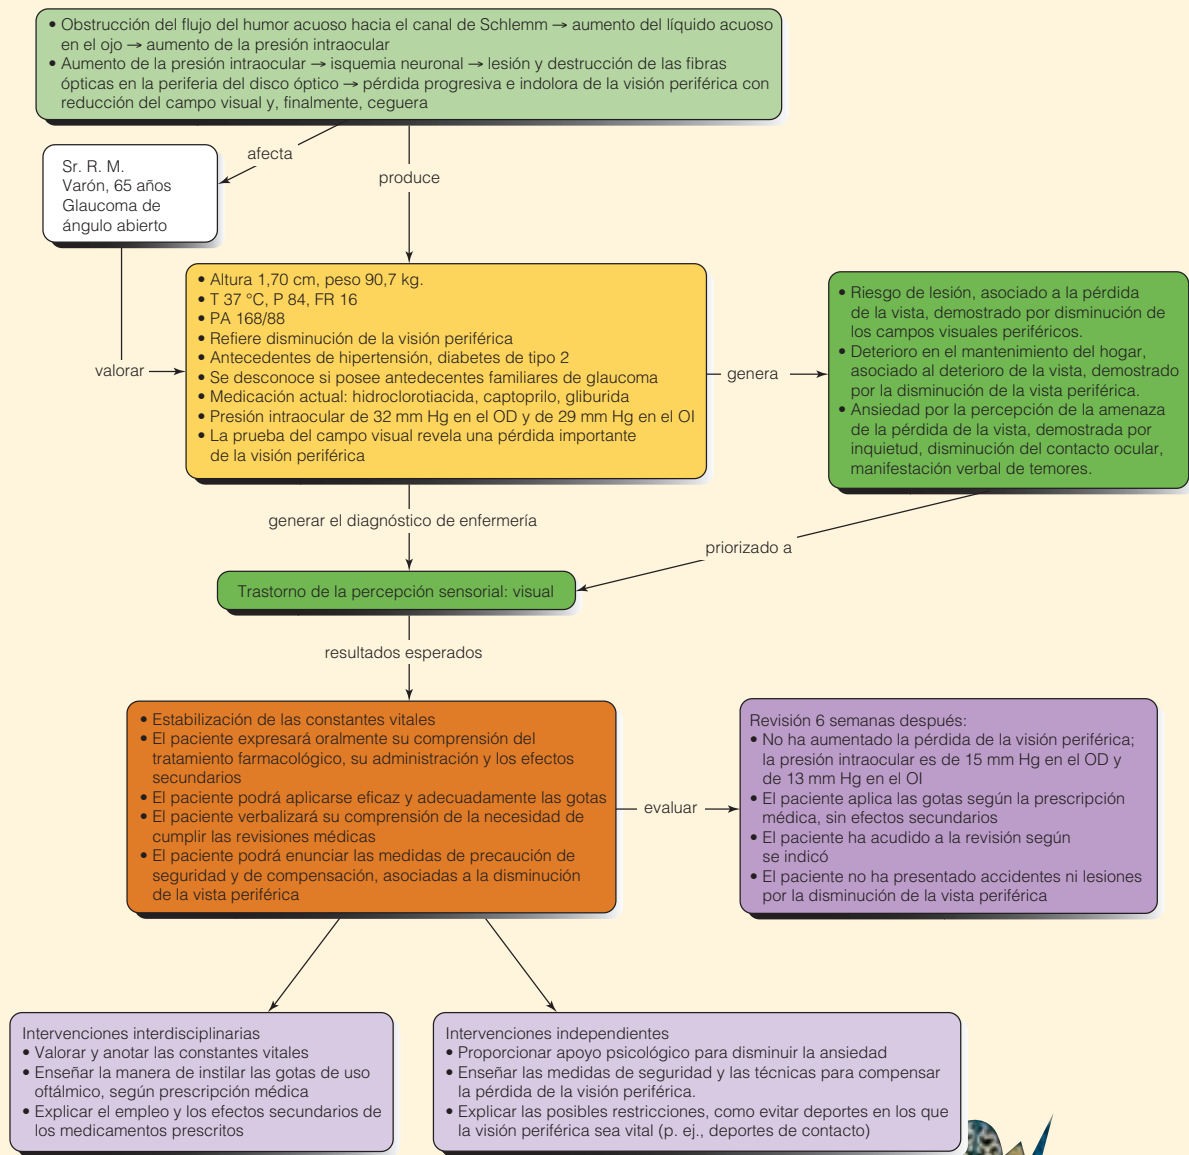 • Obstrucción del flujo del humor acuoso hacia el canal de Schlemm → aumento del líquido acuoso
en el ojo → aumento de la presión intraocular
• Aumento de la presión intraocular → isquemia neuronal → lesión y destrucción de las fibras
ópticas en la periferia del disco óptico → pérdida progresiva e indolora de la visión periférica con
reducción del campo visual y, finalmente, ceguera
afecta
produce
Sr. R. M.
Varón, 65 años
Glaucoma de
ángulo abierto
valorar
• Altura 1,70 cm, peso 90,7 kg.
• T 37 °C, P 84, FR 16
• PA 168/88
• Refiere disminución de la visión periférica
• Antecedentes de hipertensión, diabetes de tipo 2
• Se desconoce si posee antedecentes familiares de glaucoma
• Medicación actual: hidroclorotiacida, captoprilo, gliburida
• Presión intraocular de 32 mm Hg en el OD y de 29 mm Hg en el OI
• La prueba del campo visual revela una pérdida importante
de la visión periférica
genera
• Riesgo de lesión, asociado a la pérdida
de la vista, demostrado por disminución de
los campos visuales periféricos.
• Deterioro en el mantenimiento del hogar,
asociado al deterioro de la vista, demostrado
por la disminución de la vista periférica.
• Ansiedad por la percepción de la amenaza
de la pérdida de la vista, demostrada por
inquietud, disminución del contacto ocular,
manifestación verbal de temores.
generar el diagnóstico de enfermería
priorizado a
Trastorno de la percepción sensorial: visual
resultados esperados
• Estabilización de las constantes vitales
• El paciente expresará oralmente su comprensión del
tratamiento farmacológico, su administración y los efectos
secundarios
• El paciente podrá aplicarse eficaz y adecuadamente las gotas
• El paciente verbalizará su comprensión de la necesidad de
cumplir las revisiones médicas
• El paciente podrá enunciar las medidas de precaución de
seguridad y de compensación, asociadas a la disminución
de la vista periférica
evaluar
Revisión 6 semanas después:
• No ha aumentado la pérdida de la visión periférica;
la presión intraocular es de 15 mm Hg en el OD y
de 13 mm Hg en el OI
• El paciente aplica las gotas según la prescripción
médica, sin efectos secundarios
• El paciente ha acudido a la revisión según
se indicó
• El paciente no ha presentado accidentes ni lesiones
por la disminución de la vista periférica
Intervenciones interdisciplinarias
• Valorar y anotar las constantes vitales
• Enseñar la manera de instilar las gotas de uso
oftálmico, según prescripción médica
• Explicar el empleo y los efectos secundarios de
los medicamentos prescritos
Intervenciones independientes
• Proporcionar apoyo psicológico para disminuir la ansiedad
• Enseñar las medidas de seguridad y las técnicas para compensar
la pérdida de la visión periférica.
• Explicar las posibles restricciones, como evitar deportes en los que
la visión periférica sea vital (p. ej., deportes de contacto)